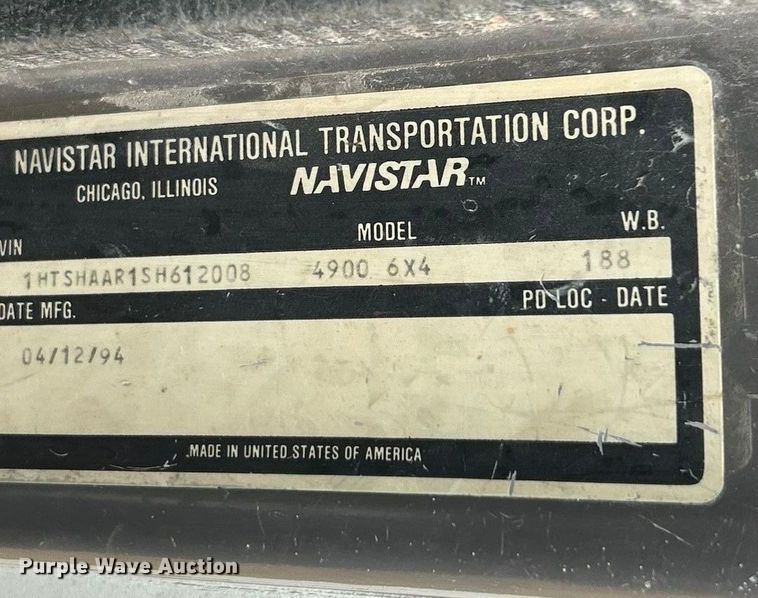 NAVISTAR INTERNATIONAL TRANSPORTATION CORP.
CHICAGO, ILLINOIS NAVISTAR™
VIN MODEL W.B.
1HTSHAAR1SH612008 4900 6X4 188
DATE MFG. PD LOC - DATE
04/12/94
MADE IN UNITED STATES OF AMERICA
Purple Wave Auction